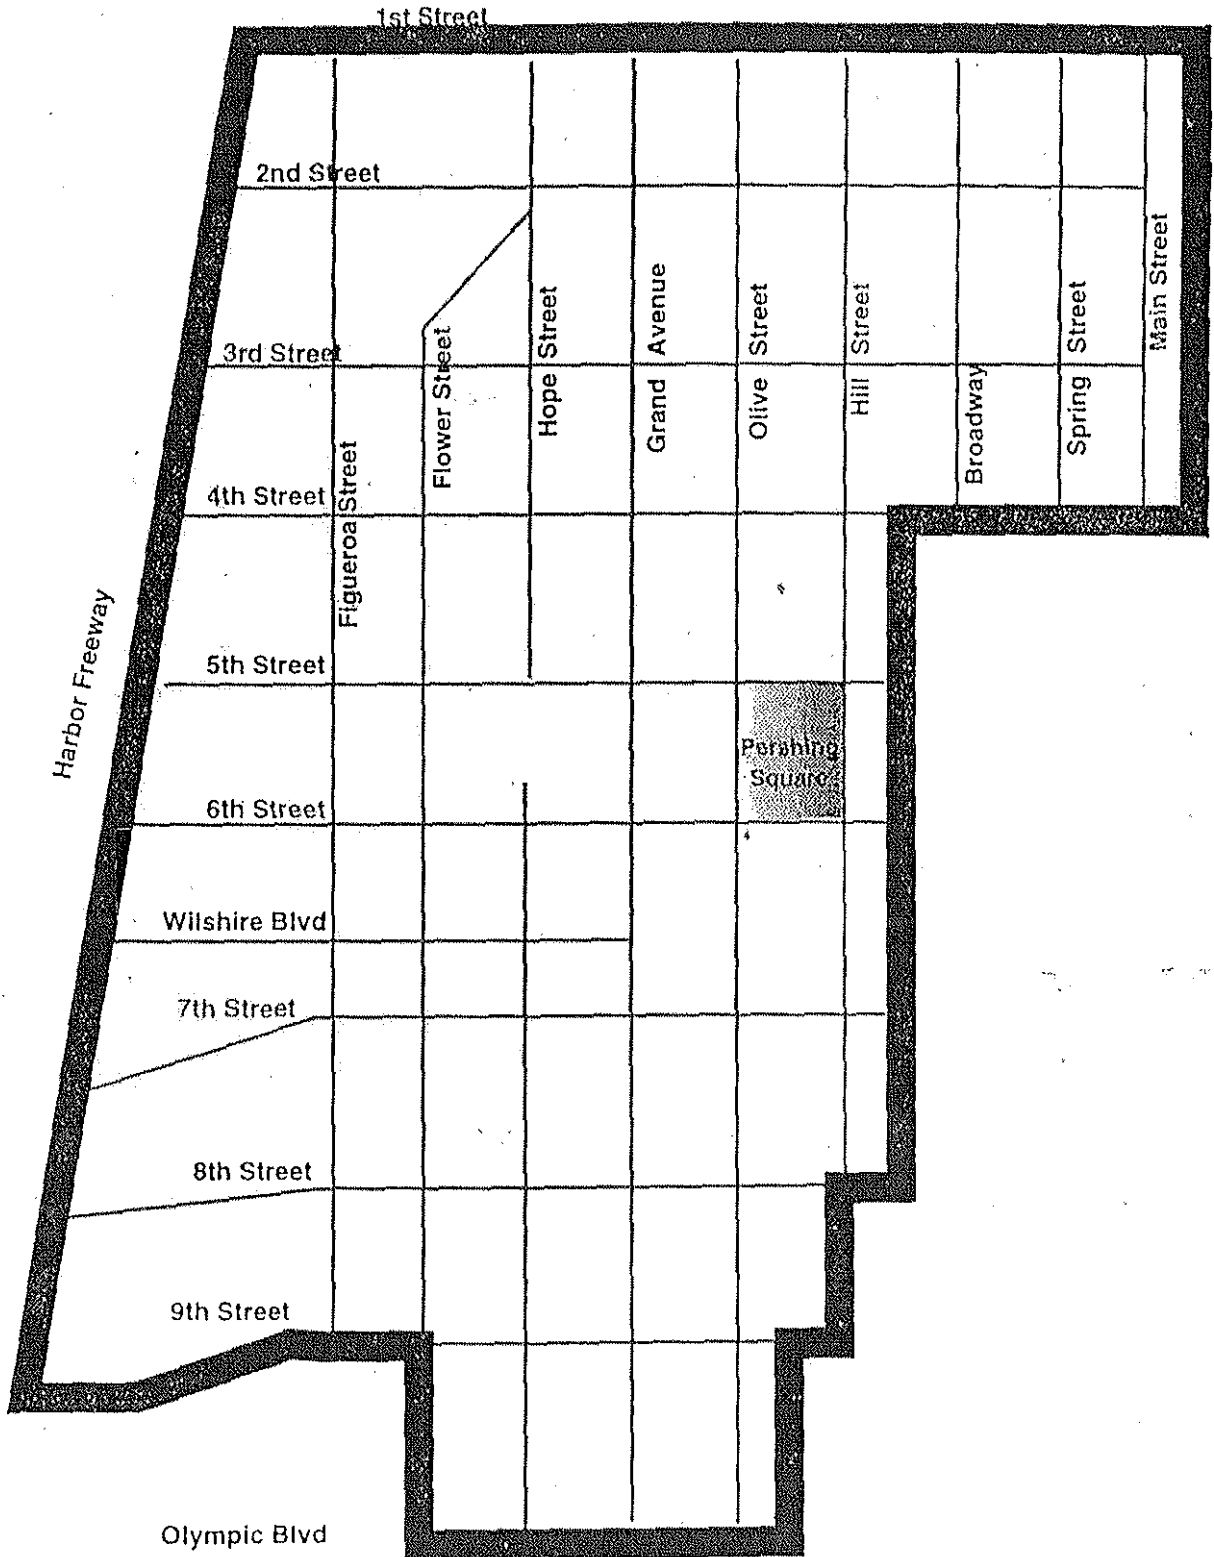 1st Street
2nd Street
3rd Street
Flower Street
Hope Street
Grand Avenue
Olive Street
Hill Street
Broadway
Spring Street
Main Street
4th Street
Figueroa Street
Harbor Freeway
5th Street
Pershing
Square
6th Street
Wilshire Blvd
7th Street
8th Street
9th Street
Olympic Blvd